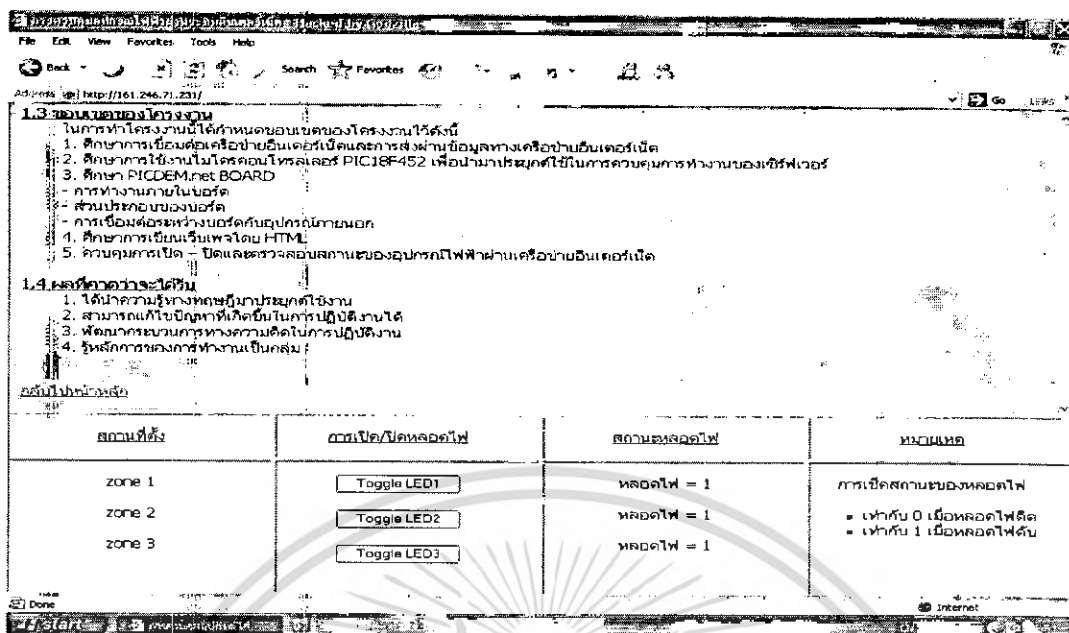 File Edit View Favorites Tools Help
Back Search Favorites
Address http://161.246.71.231/ Go Links
1.3 ขอบเขตของโครงงาน
ในการทำโครงงานนี้ได้กำหนดขอบเขตของโครงงานไว้ดังนี้
1. ศึกษาการเชื่อมต่อเครือข่ายอินเตอร์เน็ตและการส่งผ่านข้อมูลทางเครือข่ายอินเตอร์เน็ต
2. ศึกษาการใช้งานไมโครคอนโทรลเลอร์ PIC18F452 เพื่อนำมาประยุกต์ใช้ในการควบคุมการทำงานของเซิร์ฟเวอร์
3. ศึกษา PICDEM.net BOARD
- การทำงานภายในบอร์ด
- ส่วนประกอบของบอร์ด
- การเชื่อมต่อระหว่างบอร์ดกับอุปกรณ์ภายนอก
4. ศึกษาการเขียนเว็บเพจโดย HTML
5. ควบคุมการเปิด – ปิดและตรวจสอบสถานะของอุปกรณ์ไฟฟ้าผ่านเครือข่ายอินเตอร์เน็ต
1.4 ผลที่คาดว่าจะได้รับ
1. ได้นำความรู้ทางทฤษฎีมาประยุกต์ใช้งาน
2. สามารถแก้ไขปัญหาที่เกิดขึ้นในการปฏิบัติงานได้
3. พัฒนากระบวนการทางความคิดในการปฏิบัติงาน
4. รู้หลักการของการทำงานเป็นกลุ่ม
กลับไปหน้าหลัก
สถานที่ตั้ง การเปิด/ปิดหลอดไฟ สถานะหลอดไฟ หมายเหตุ
zone 1 Toggle LED1 หลอดไฟ = 1 การเช็คสถานะของหลอดไฟ
zone 2 Toggle LED2 หลอดไฟ = 1 เท่ากับ 0 เมื่อหลอดไฟติด
เท่ากับ 1 เมื่อหลอดไฟดับ
zone 3 Toggle LED3 หลอดไฟ = 1
Done Internet
start